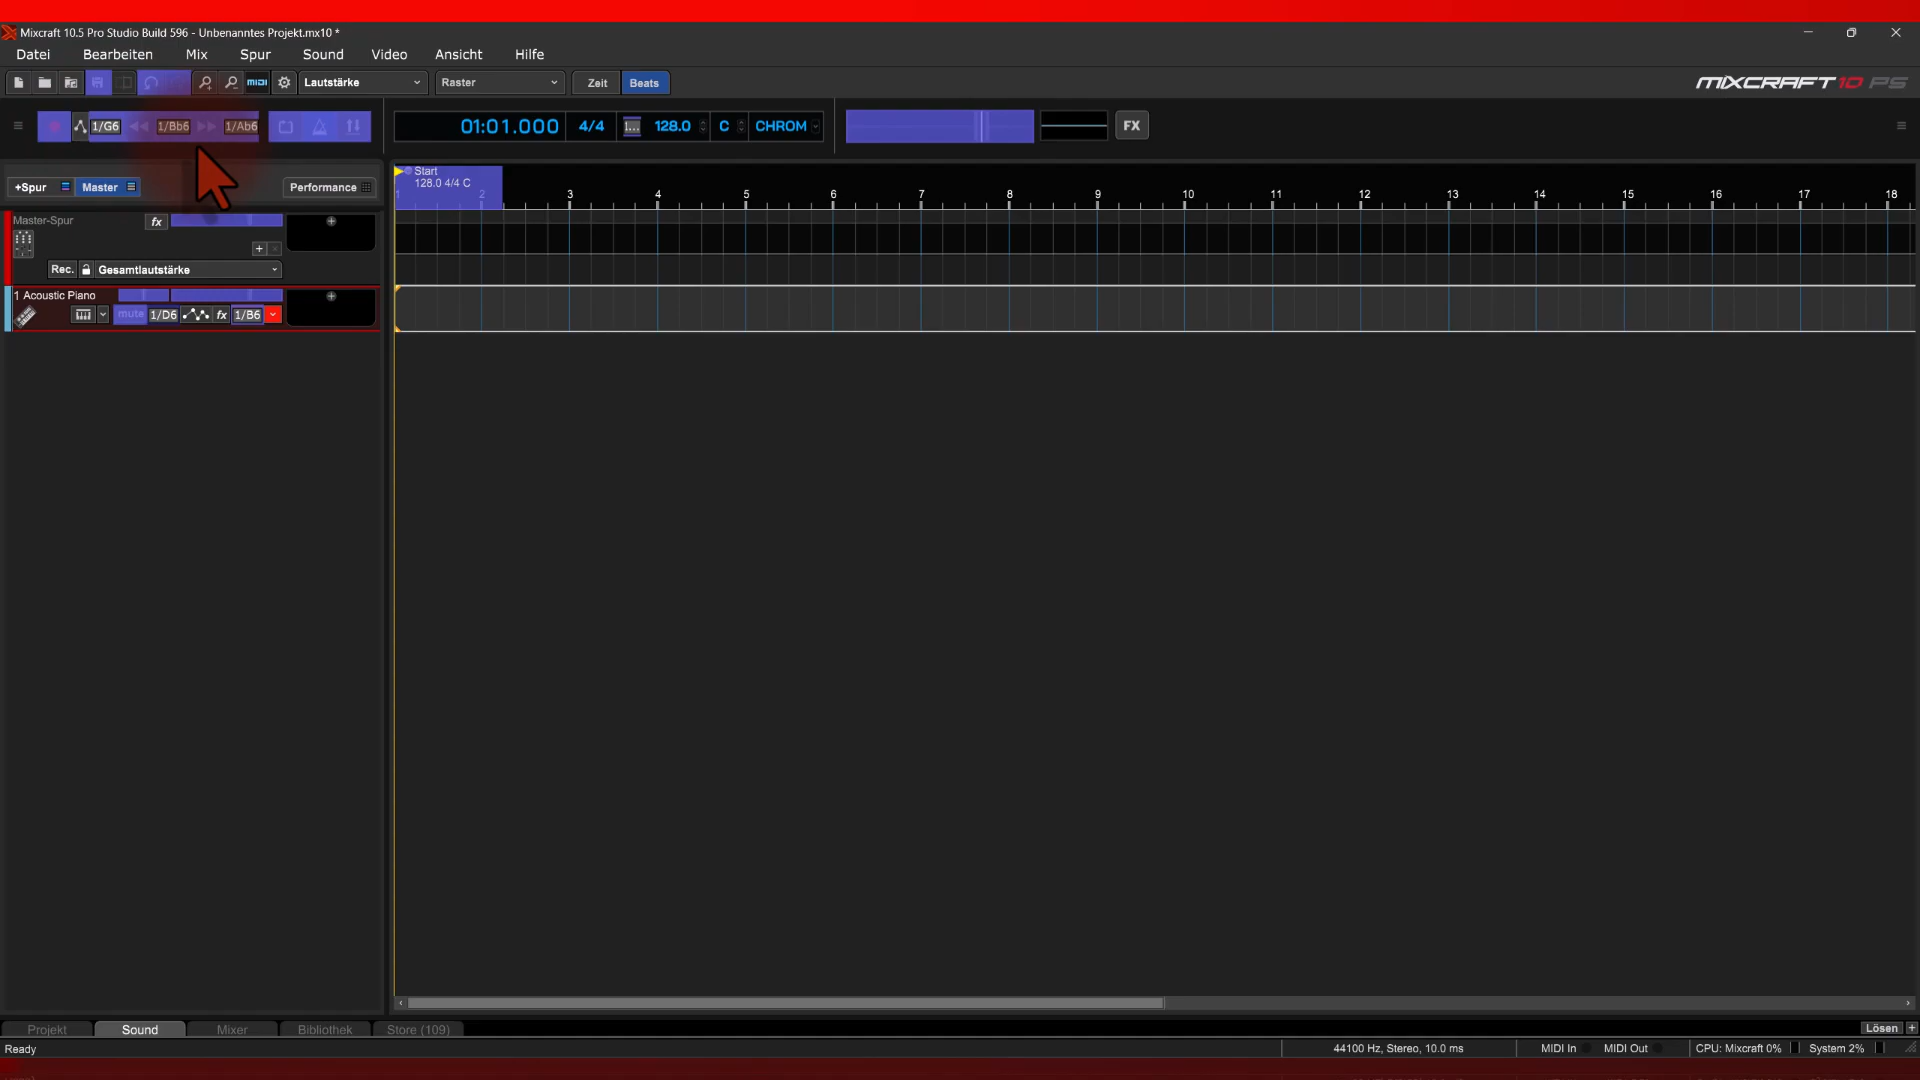 Mixcraft 10.5 Pro Studio Build 596 - Unbenanntes Projekt.mx10 *
Datei Bearbeiten Mix Spur Sound Video Ansicht Hilfe
MIDI Lautstärke Raster Zeit Beats MIXCRAFT 10 PS
1/G6 1/Bb6 1/Ab6 01:01.000 4/4 128.0 C CHROM FX
Start
128.0 4/4 C
+Spur Master Performance
1 2 3 4 5 6 7 8 9 10 11 12 13 14 15 16 17 18
Master-Spur fx
Rec. Gesamtlautstärke
1 Acoustic Piano
mute 1/D6 fx 1/B6
Projekt Sound Mixer Bibliothek Store (109) Lösen
Ready 44100 Hz, Stereo, 10.0 ms MIDI In MIDI Out CPU: Mixcraft 0% System 2%